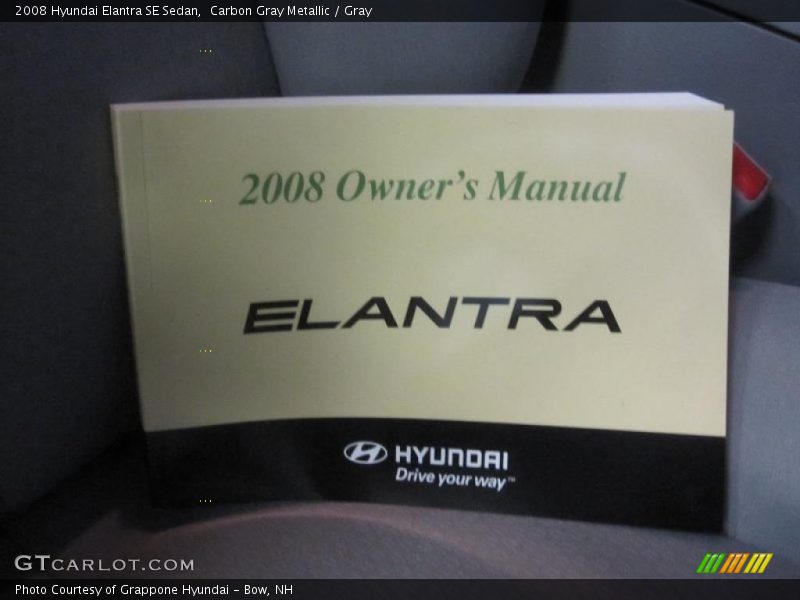 2008 Hyundai Elantra SE Sedan,  Carbon Gray Metallic / Gray
2008 Owner's Manual
ELANTRA
HYUNDAI
Drive your way™
GTCARLOT.COM
Photo Courtesy of Grappone Hyundai - Bow, NH